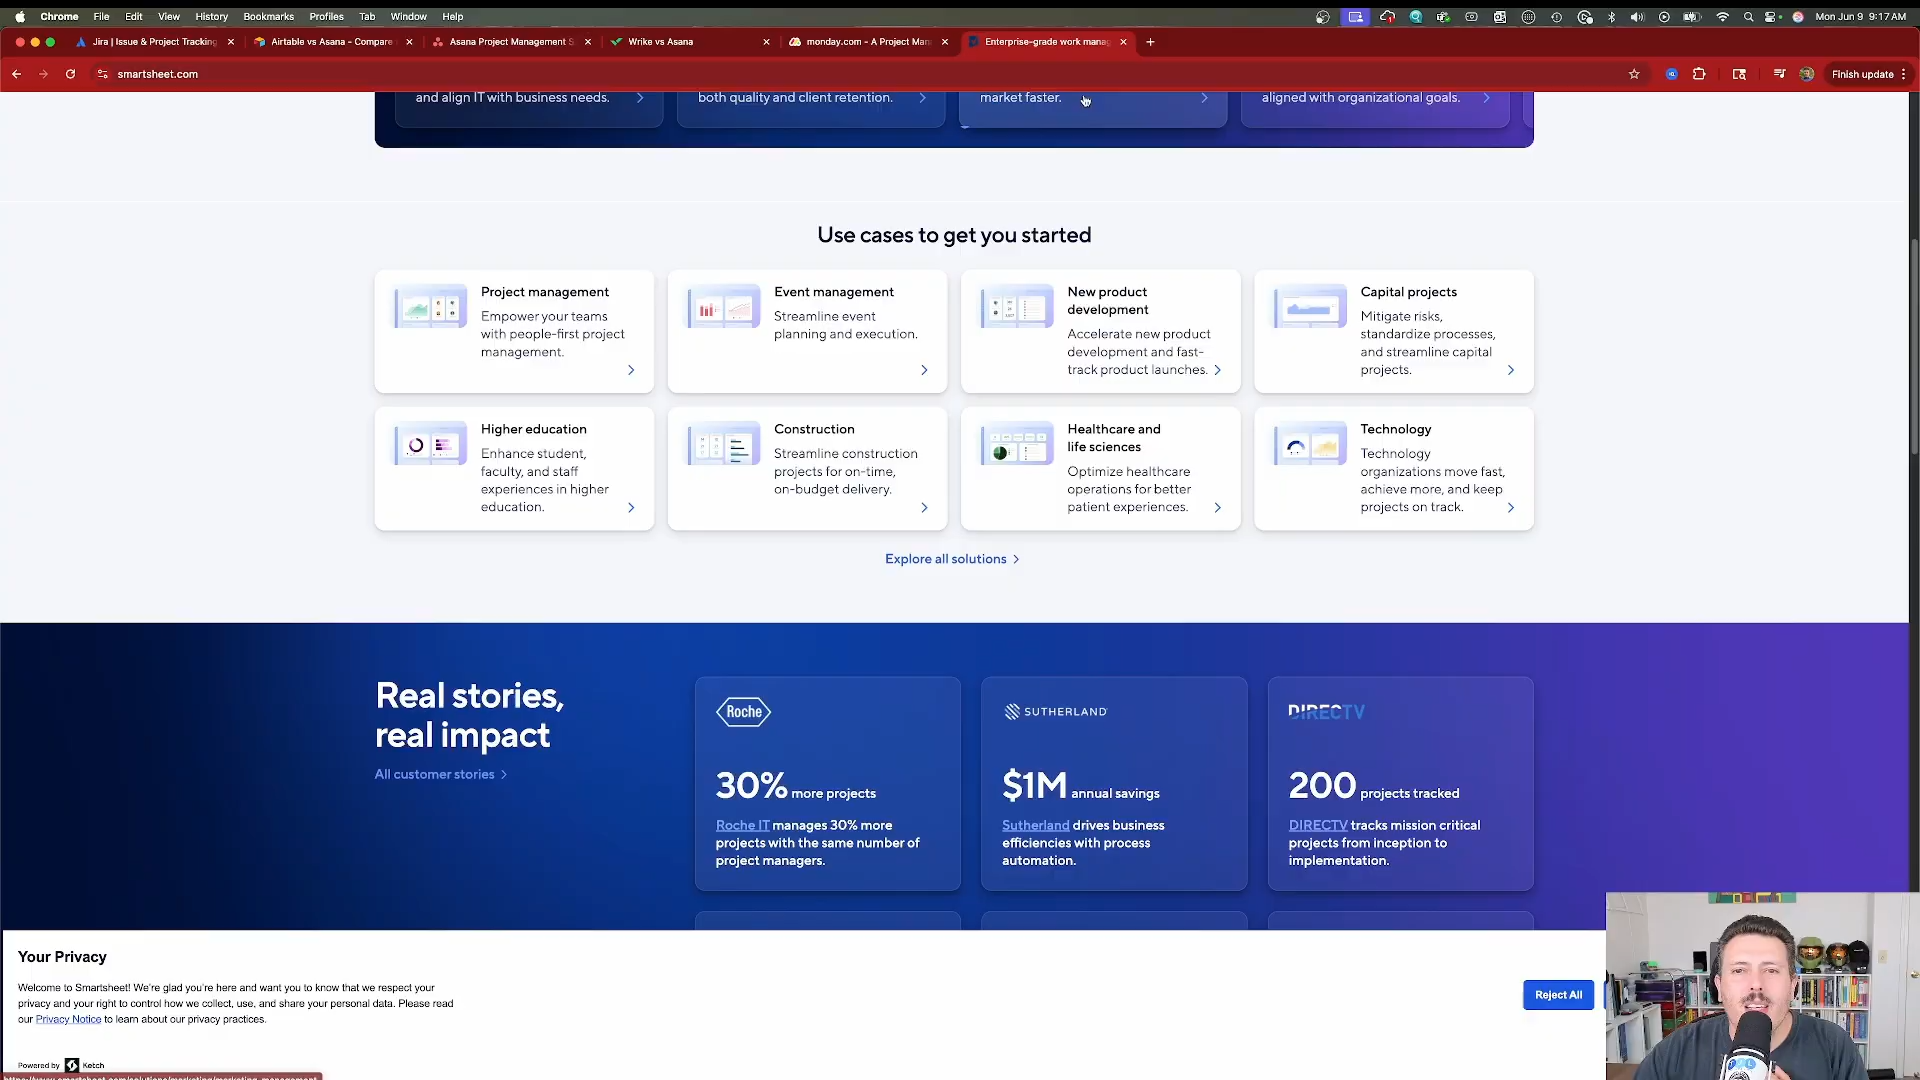 Chrome File Edit View History Bookmarks Profiles Tab Window Help Mon Jun 9 9:17 AM
Jira | Issue & Project Tracking Airtable vs Asana - Compare Asana Project Management S Wrike vs Asana monday.com - A Project Man Enterprise-grade work manag
smartsheet.com Finish update
and align IT with business needs.
both quality and client retention.
market faster.
aligned with organizational goals.
Use cases to get you started
Project management
Empower your teams
with people-first project
management.
Event management
Streamline event
planning and execution.
New product
development
Accelerate new product
development and fast-
track product launches.
Capital projects
Mitigate risks,
standardize processes,
and streamline capital
projects.
Higher education
Enhance student,
faculty, and staff
experiences in higher
education.
Construction
Streamline construction
projects for on-time,
on-budget delivery.
Healthcare and
life sciences
Optimize healthcare
operations for better
patient experiences.
Technology
Technology
organizations move fast,
achieve more, and keep
projects on track.
Explore all solutions
Real stories,
real impact
All customer stories
Roche
30% more projects
Roche IT manages 30% more
projects with the same number of
project managers.
SUTHERLAND
$1M annual savings
Sutherland drives business
efficiencies with process
automation.
DIRECTV
200 projects tracked
DIRECTV tracks mission critical
projects from inception to
implementation.
Your Privacy
Welcome to Smartsheet! We're glad you're here and want you to know that we respect your
privacy and your right to control how we collect, use, and share your personal data. Please read
our Privacy Notice to learn about our privacy practices.
Reject All
Powered by Ketch